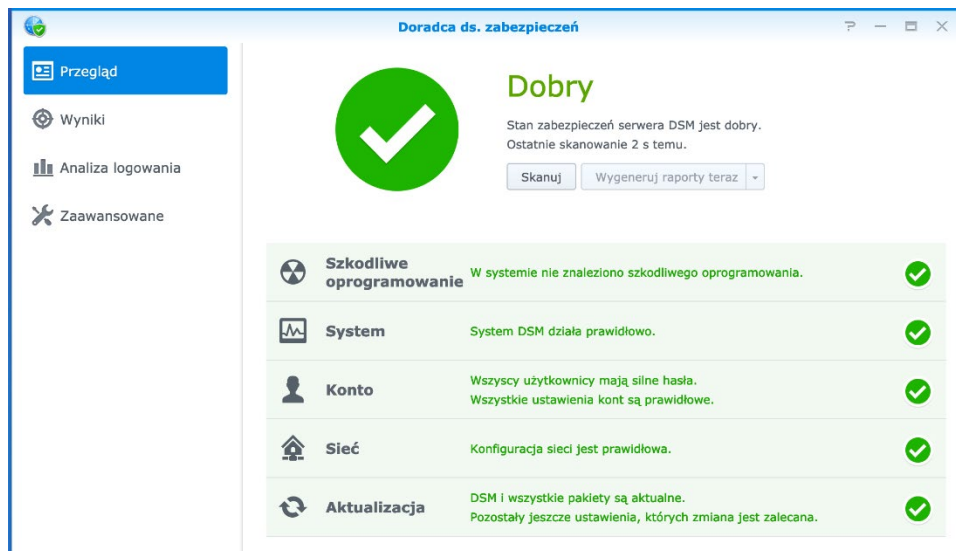 Doradca ds. zabezpieczeń
Przegląd
Wyniki
Analiza logowania
Zaawansowane
Dobry
Stan zabezpieczeń serwera DSM jest dobry.
Ostatnie skanowanie 2 s temu.
Skanuj
Wygeneruj raporty teraz
Szkodliwe
oprogramowanie
W systemie nie znaleziono szkodliwego oprogramowania.
System
System DSM działa prawidłowo.
Konto
Wszyscy użytkownicy mają silne hasła.
Wszystkie ustawienia kont są prawidłowe.
Sieć
Konfiguracja sieci jest prawidłowa.
Aktualizacja
DSM i wszystkie pakiety są aktualne.
Pozostały jeszcze ustawienia, których zmiana jest zalecana.